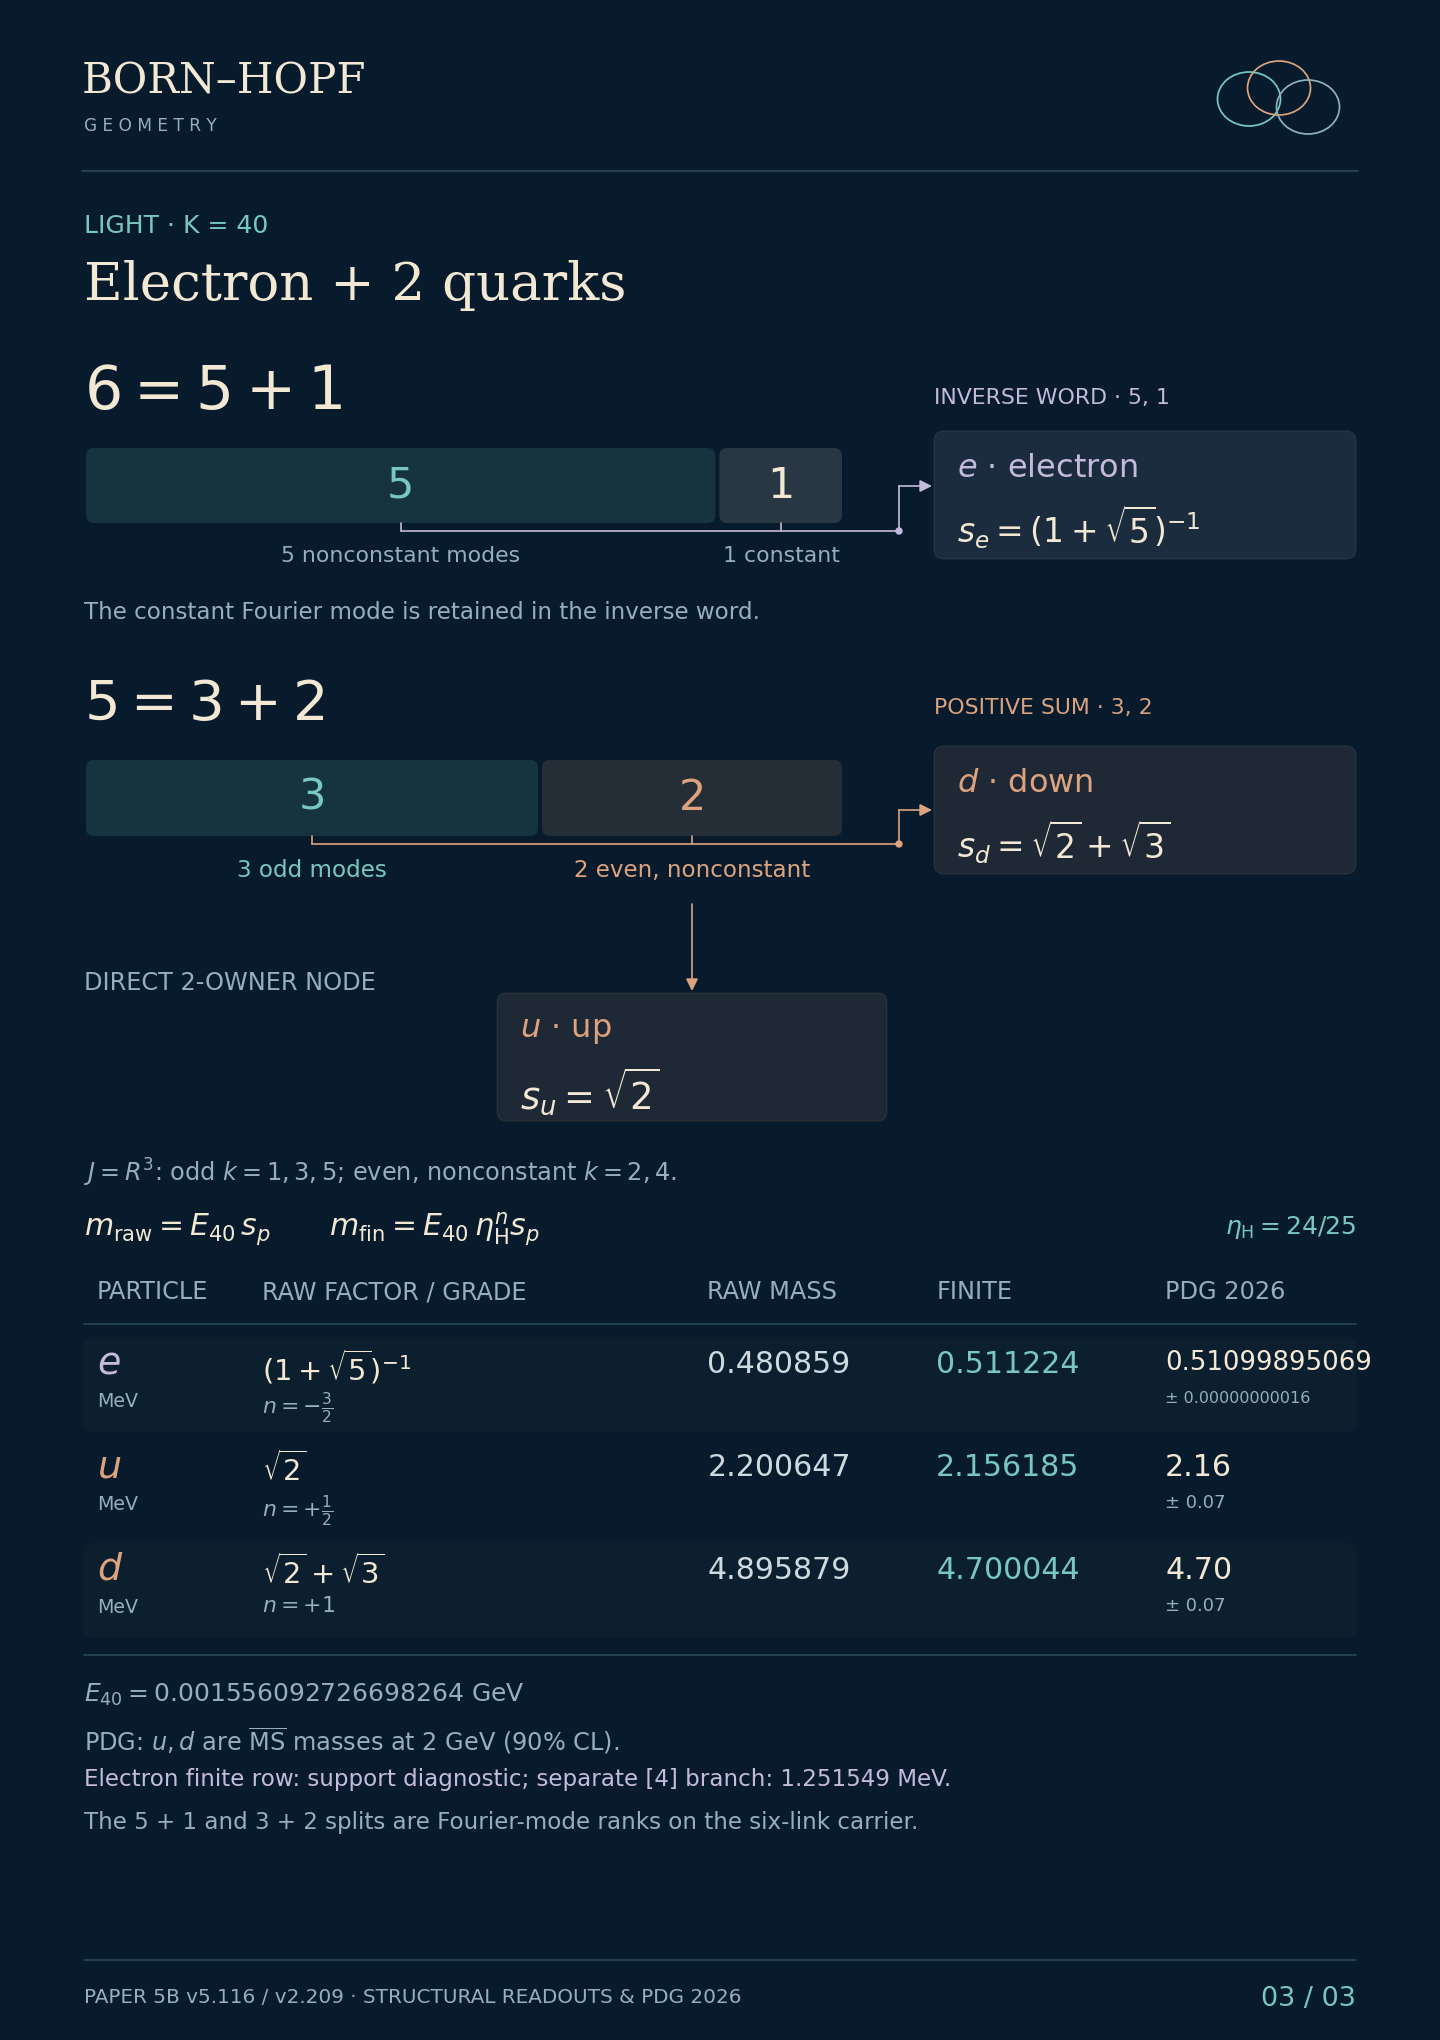 BORN–HOPF
GEOMETRY
LIGHT · K = 40
Electron + 2 quarks
6 = 5 + 1
INVERSE WORD · 5, 1
5
1
e · electron
sₑ = (1 + √5)⁻¹
5 nonconstant modes
1 constant
The constant Fourier mode is retained in the inverse word.
5 = 3 + 2
POSITIVE SUM · 3, 2
3
2
d · down
s_d = √2 + √3
3 odd modes
2 even, nonconstant
DIRECT 2-OWNER NODE
u · up
s_u = √2
J = R³: odd k = 1, 3, 5; even, nonconstant k = 2, 4.
m_raw = E₄₀ s_p m_fin = E₄₀ η_H^n s_p η_H = 24/25
PARTICLE RAW FACTOR / GRADE RAW MASS FINITE PDG 2026
e (1 + √5)⁻¹ 0.480859 0.511224 0.51099895069
MeV n = −3/2 ± 0.00000000016
u √2 2.200647 2.156185 2.16
MeV n = +1/2 ± 0.07
d √2 + √3 4.895879 4.700044 4.70
MeV n = +1 ± 0.07
E₄₀ = 0.001556092726698264 GeV
PDG: u, d are M̅S̅ masses at 2 GeV (90% CL).
Electron finite row: support diagnostic; separate [4] branch: 1.251549 MeV.
The 5 + 1 and 3 + 2 splits are Fourier-mode ranks on the six-link carrier.
PAPER 5B v5.116 / v2.209 · STRUCTURAL READOUTS & PDG 2026
03 / 03